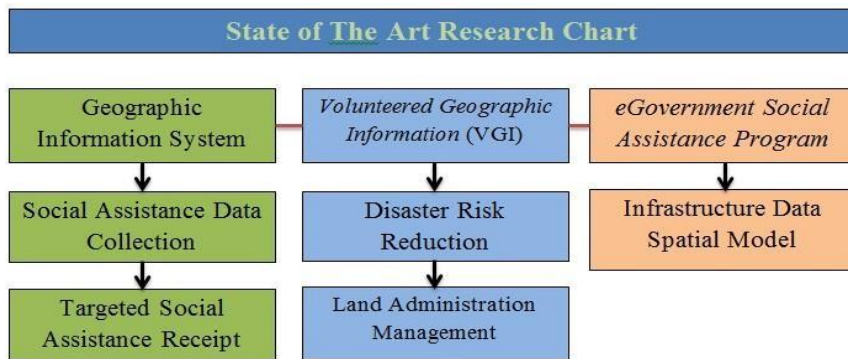 State of The Art Research Chart
Geographic
Information System
Volunteered Geographic
Information (VGI)
eGovernment Social
Assistance Program
Social Assistance Data
Collection
Disaster Risk
Reduction
Infrastructure Data
Spatial Model
Targeted Social
Assistance Receipt
Land Administration
Management